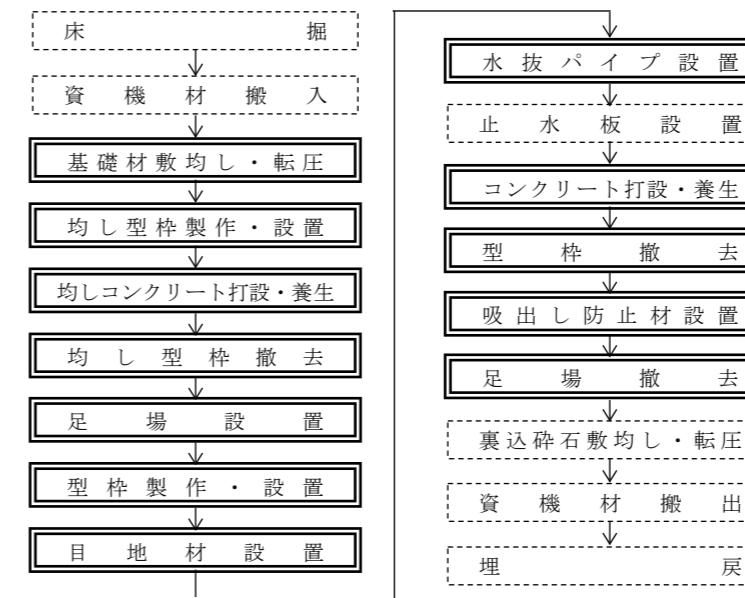 床掘
資機材搬入
基礎材敷均し・転圧
均し型枠製作・設置
均しコンクリート打設・養生
均し型枠撤去
足場設置
型枠製作・設置
目地材設置
水抜パイプ設置
止水板設置
コンクリート打設・養生
型枠撤去
吸出し防止材設置
足場撤去
裏込砕石敷均し・転圧
資機材搬出
埋戻